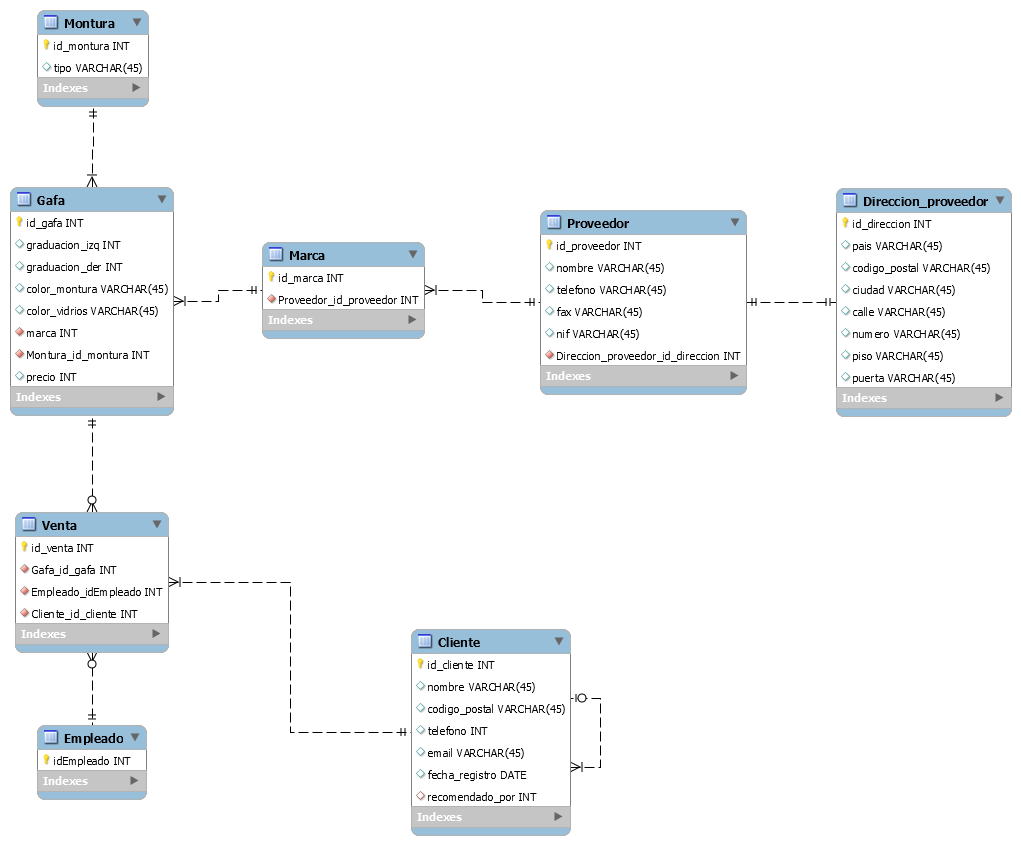 Montura
id_montura INT
tipo VARCHAR(45)
Indexes
Gafa
id_gafa INT
graduacion_izq INT
graduacion_der INT
color_montura VARCHAR(45)
color_vidrios VARCHAR(45)
marca INT
Montura_id_montura INT
precio INT
Indexes
Marca
id_marca INT
Proveedor_id_proveedor INT
Indexes
Proveedor
id_proveedor INT
nombre VARCHAR(45)
telefono VARCHAR(45)
fax VARCHAR(45)
nif VARCHAR(45)
Direccion_proveedor_id_direccion INT
Indexes
Direccion_proveedor
id_direccion INT
pais VARCHAR(45)
codigo_postal VARCHAR(45)
ciudad VARCHAR(45)
calle VARCHAR(45)
numero VARCHAR(45)
piso VARCHAR(45)
puerta VARCHAR(45)
Indexes
Venta
id_venta INT
Gafa_id_gafa INT
Empleado_idEmpleado INT
Cliente_id_cliente INT
Indexes
Cliente
id_cliente INT
nombre VARCHAR(45)
codigo_postal VARCHAR(45)
telefono INT
email VARCHAR(45)
fecha_registro DATE
recomendado_por INT
Indexes
Empleado
idEmpleado INT
Indexes